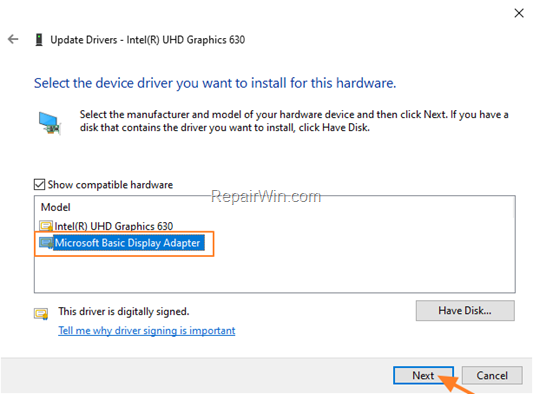 Update Drivers - Intel(R) UHD Graphics 630
Select the device driver you want to install for this hardware.
Select the manufacturer and model of your hardware device and then click Next. If you have a
disk that contains the driver you want to install, click Have Disk.
Show compatible hardware
RepairWin.com
Model
Intel(R) UHD Graphics 630
Microsoft Basic Display Adapter
This driver is digitally signed.
Have Disk...
Tell me why driver signing is important
Next
Cancel